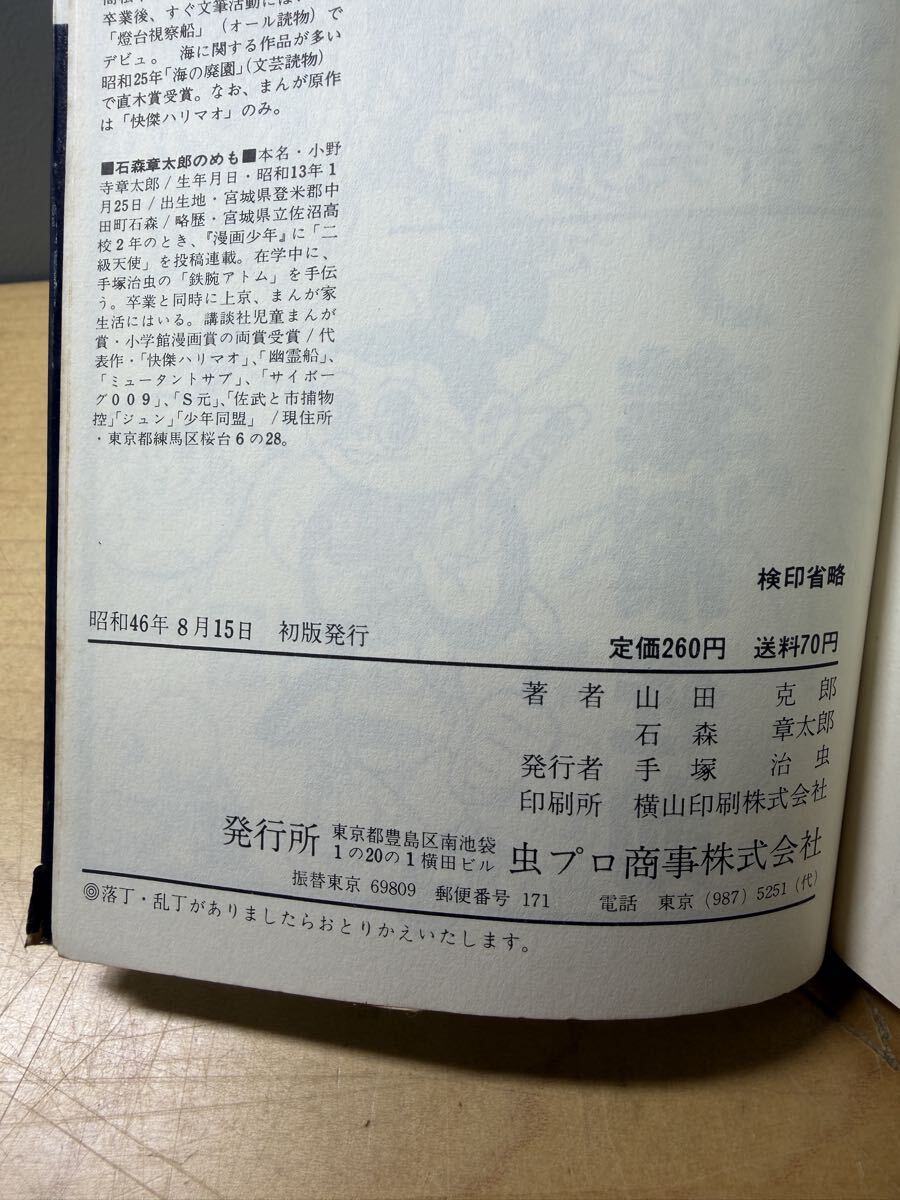 卒業後、すぐ文筆活動には
「燈台視察船」（オール読物）で
デビュ。 海に関する作品が多い
昭和25年「海の廃園」（文芸読物）
で直木賞受賞。なお、まんが原作
は「快傑ハリマオ」のみ。
■石森章太郎のめも■本名・小野
寺章太郎/生年月日・昭和13年1
月25日/出生地・宮城県登米郡中
田町石森/略歴・宮城県立佐沼高
校2年のとき、『漫画少年』に「二
級天使」を投稿連載。在学中に、
手塚治虫の「鉄腕アトム」を手伝
う。卒業と同時に上京、まんが家
生活にはいる。講談社児童まんが
賞・小学館漫画賞の両賞受賞/代
表作・「快傑ハリマオ」、「幽霊船」、
「ミュータントサブ」、「サイボー
グ009」、「S元」、「佐武と市捕物
控」「ジュン」「少年同盟」 /現住所
・東京都練馬区桜台6の28。
検印省略
昭和46年8月15日 初版発行
定価260円 送料70円
著者 山田 克郎
石森 章太郎
発行者 手塚 治虫
印刷所 横山印刷株式会社
発行所 東京都豊島区南池袋
1の20の1横田ビル 虫プロ商事株式会社
振替東京 69809 郵便番号 171 電話 東京（987）5251（代）
◎落丁・乱丁がありましたらおとりかえいたします。